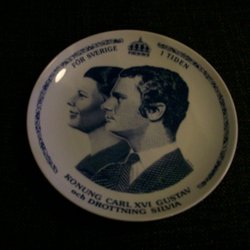 FÖR SVERIGE I TIDEN
KONUNG CARL XVI GUSTAV
och DROTTNING SILVIA